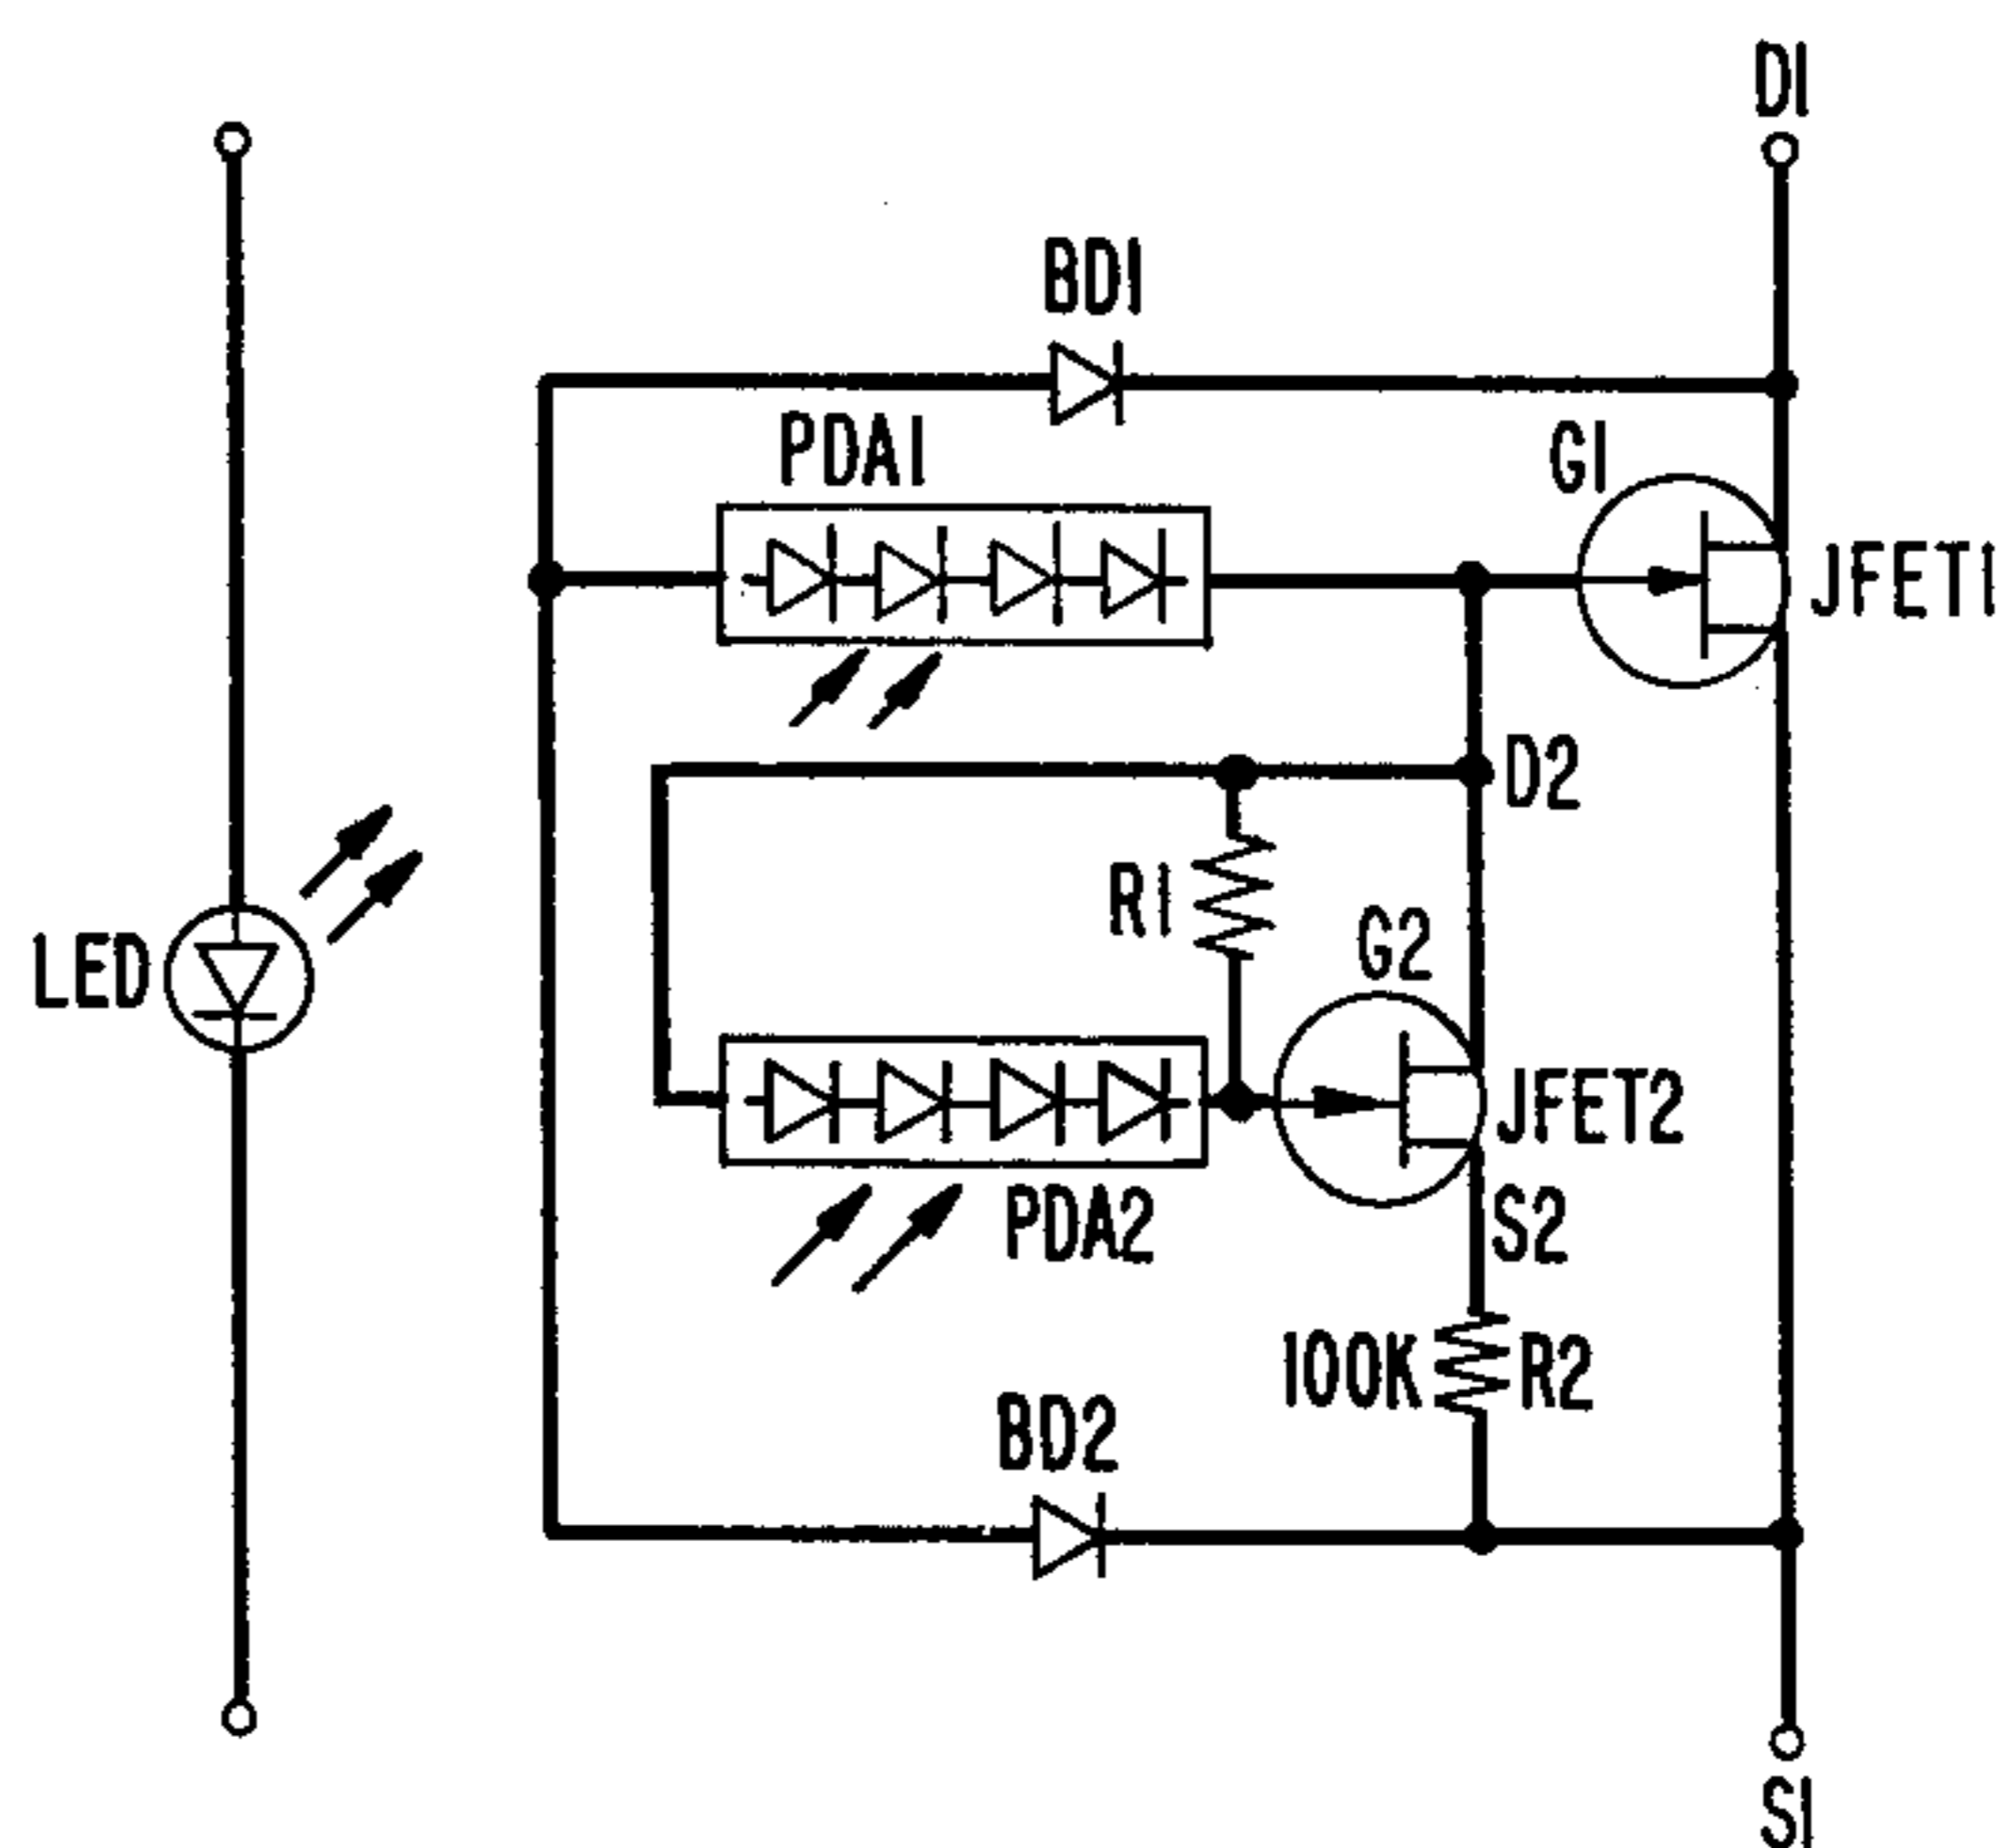 D1
BD1
PDA1
G1
JFET1
D2
R1
G2
LED
JFET2
PDA2
S2
100K R2
BD2
S1